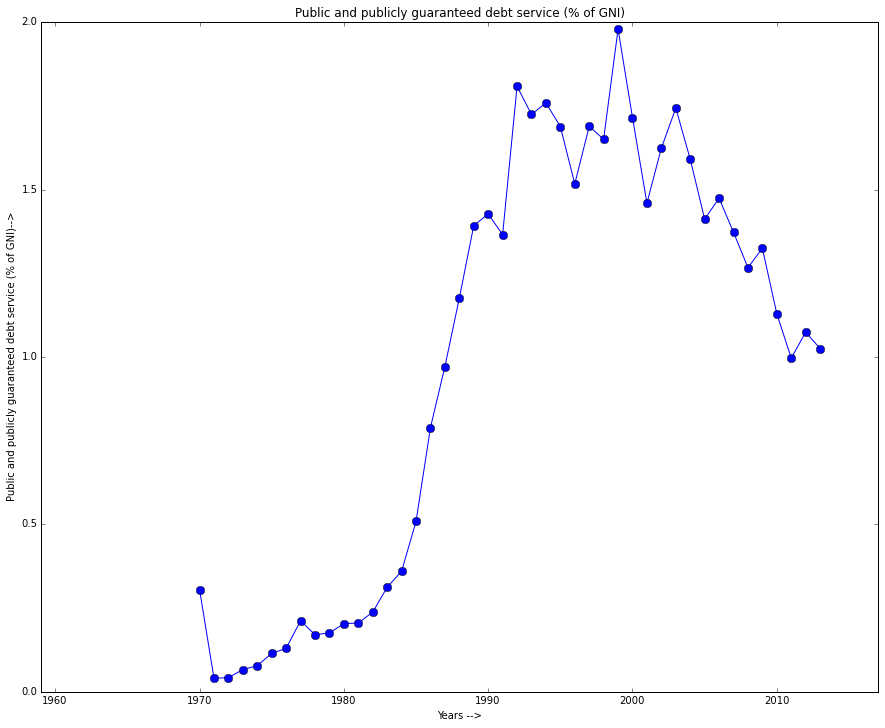 Public and publicly guaranteed debt service (% of GNI)
Public and publicly guaranteed debt service (% of GNI)-->
2.0
1.5
1.0
0.5
0.0
1960 1970 1980 1990 2000 2010
Years -->